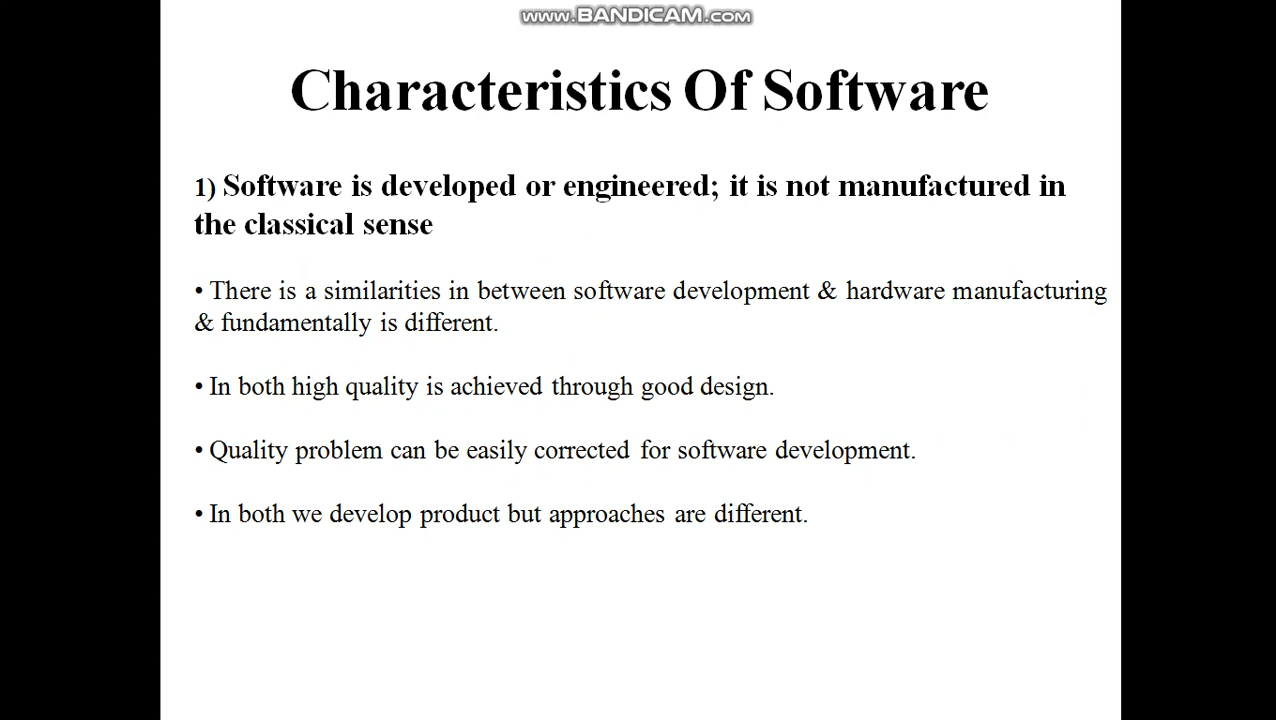 www.BANDICAM.com
Characteristics Of Software
1) Software is developed or engineered; it is not manufactured in
the classical sense
• There is a similarities in between software development & hardware manufacturing
& fundamentally is different.
• In both high quality is achieved through good design.
• Quality problem can be easily corrected for software development.
• In both we develop product but approaches are different.